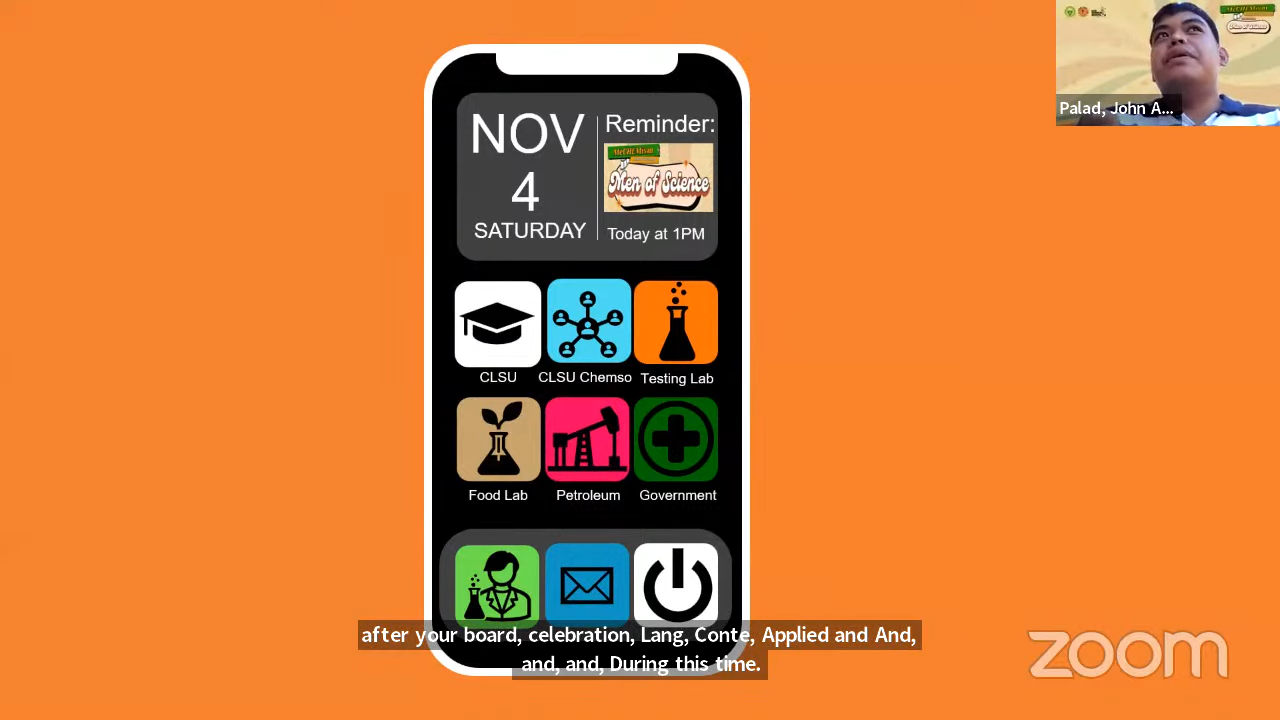 NOV
4
SATURDAY
Reminder:
Men of Science
Today at 1PM
CLSU
CLSU Chemso
Testing Lab
Food Lab
Petroleum
Government
Palad, John A...
after your board, celebration, Lang, Conte, Applied and And,
and, and, During this time.
zoom